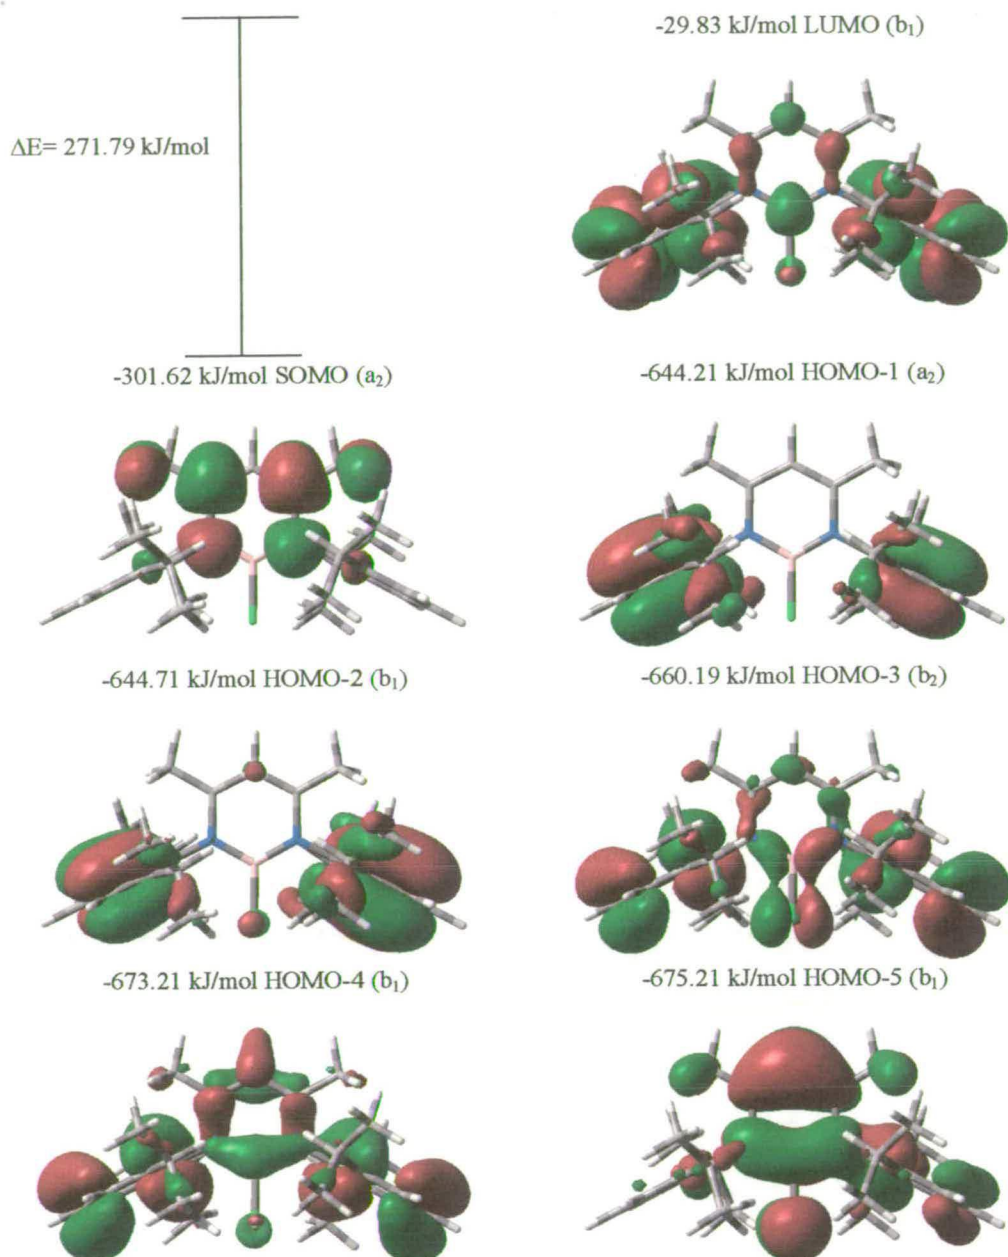 -29.83 kJ/mol LUMO (b₁)
ΔE= 271.79 kJ/mol
-301.62 kJ/mol SOMO (a₂)
-644.21 kJ/mol HOMO-1 (a₂)
-644.71 kJ/mol HOMO-2 (b₁)
-660.19 kJ/mol HOMO-3 (b₂)
-673.21 kJ/mol HOMO-4 (b₁)
-675.21 kJ/mol HOMO-5 (b₁)